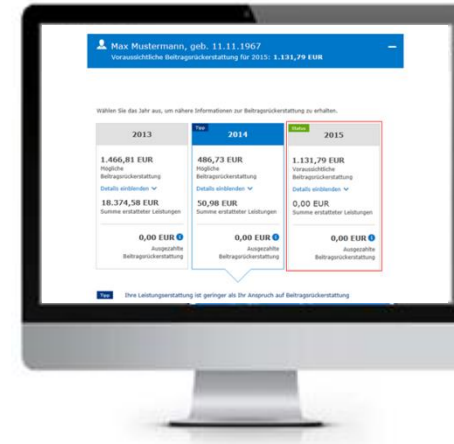 Max Mustermann, geb. 11.11.1967
Voraussichtliche Beitragsrückerstattung für 2015: 1.131,79 EUR
Wählen Sie das Jahr aus, um nähere Informationen zur Beitragsrückerstattung zu erhalten.
2013
1.466,81 EUR
Mögliche
Beitragsrückerstattung
Details einblenden
18.374,58 EUR
Summe erstatteter Leistungen
0,00 EUR
Ausgezahlte
Beitragsrückerstattung
Tipp
2014
486,73 EUR
Mögliche
Beitragsrückerstattung
Details einblenden
50,98 EUR
Summe erstatteter Leistungen
0,00 EUR
Ausgezahlte
Beitragsrückerstattung
Status
2015
1.131,79 EUR
Voraussichtliche
Beitragsrückerstattung
Details einblenden
0,00 EUR
Summe erstatteter Leistungen
0,00 EUR
Ausgezahlte
Beitragsrückerstattung
Tipp Ihre Leistungserstattung ist geringer als Ihr Anspruch auf Beitragsrückerstattung